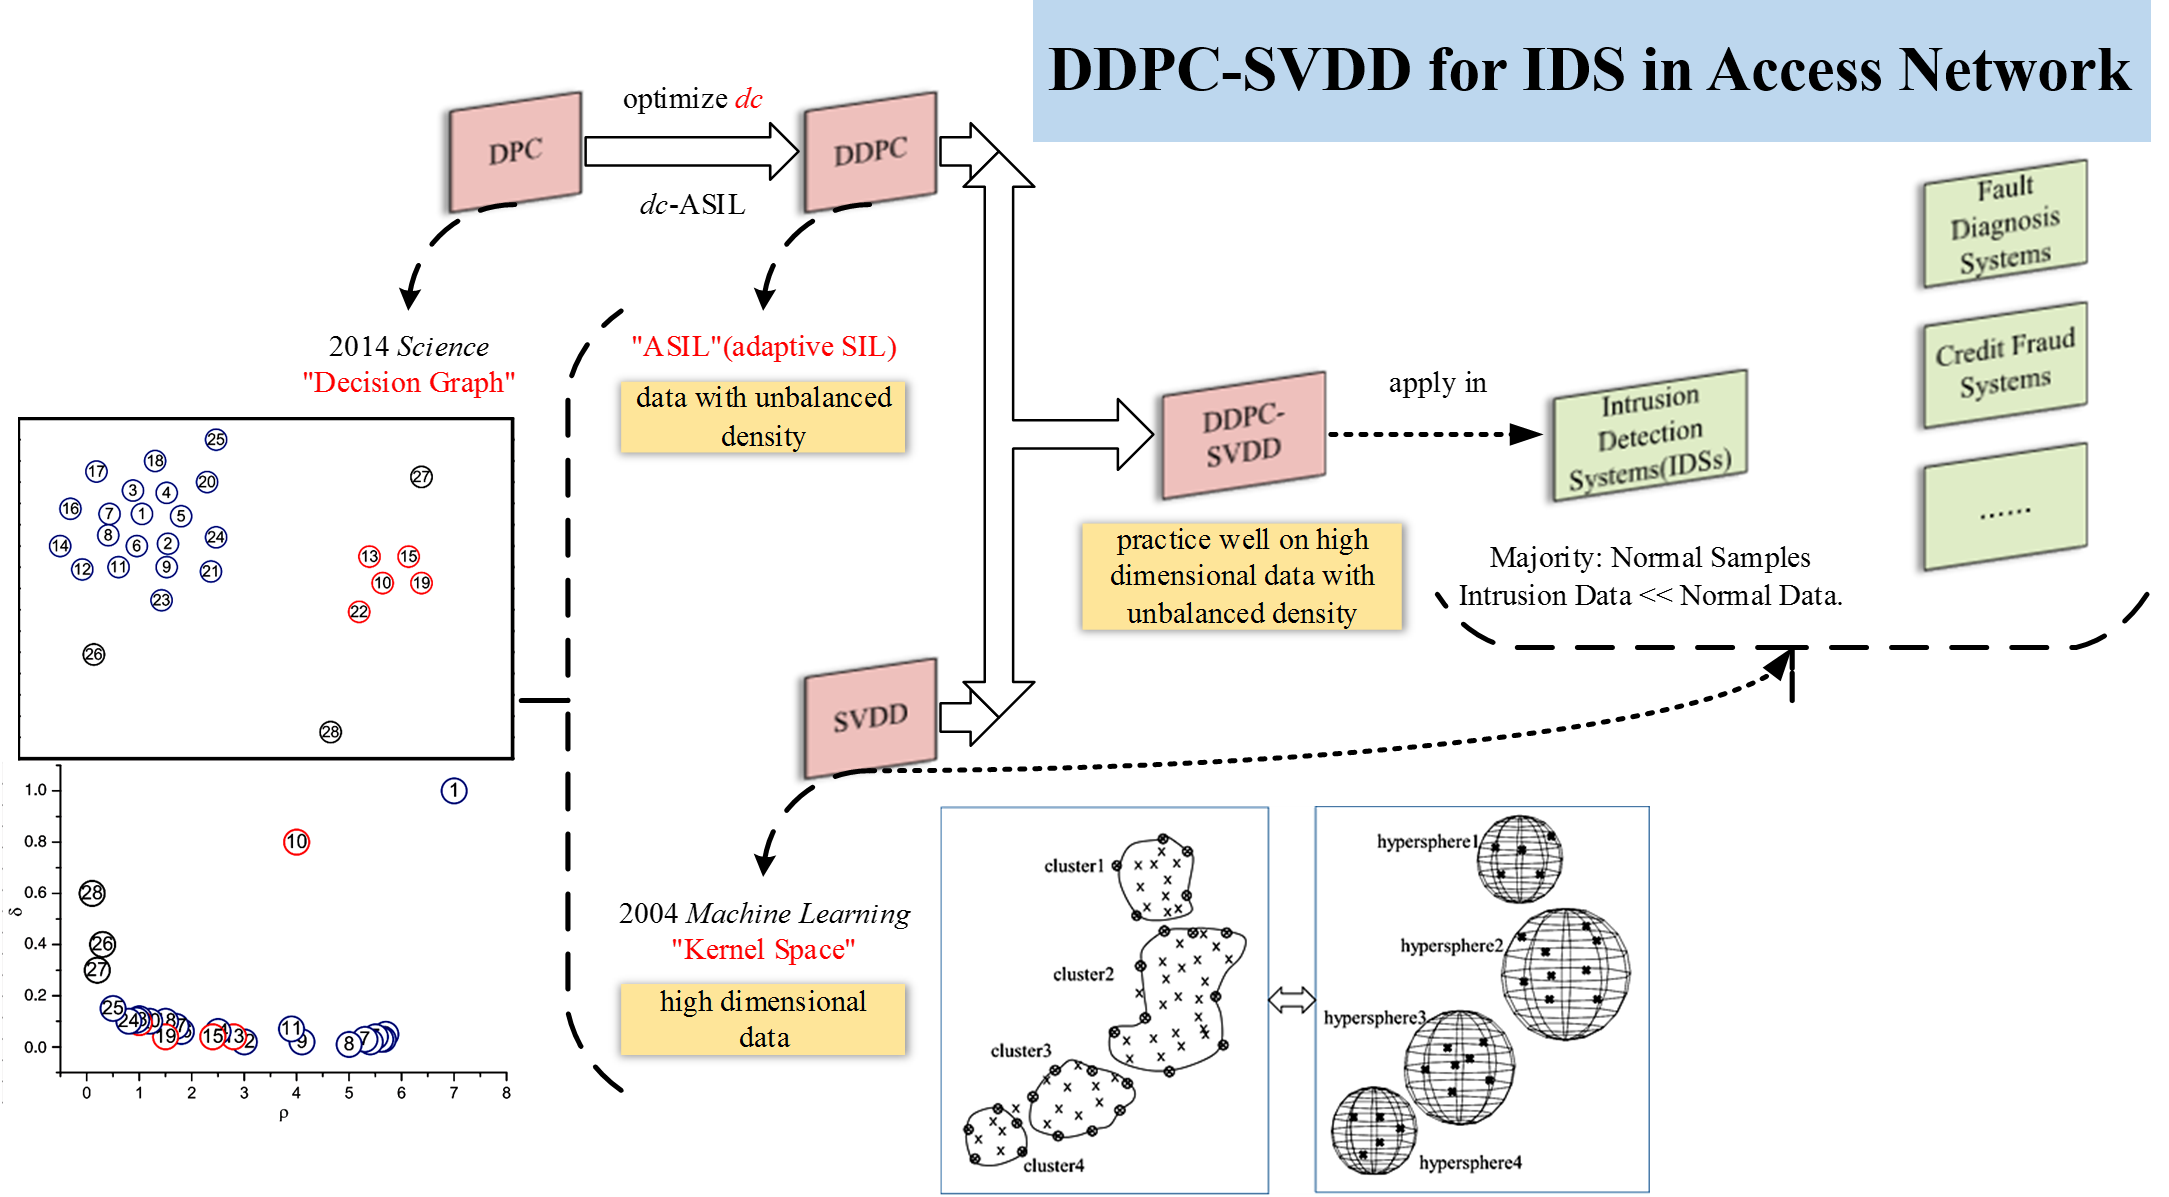 DDPC-SVDD for IDS in Access Network
optimize dc
DPC
DDPC
dc-ASIL
Fault
Diagnosis
Systems
Credit Fraud
Systems
......
2014 Science
"Decision Graph"
"ASIL"(adaptive SIL)
data with unbalanced
density
DDPC-
SVDD
apply in
Intrusion
Detection
Systems(IDSs)
practice well on high
dimensional data with
unbalanced density
Majority: Normal Samples
Intrusion Data << Normal Data.
SVDD
2004 Machine Learning
"Kernel Space"
high dimensional
data
25
18
17
27
20
3
4
16
7
1
5
8
24
14
6
2
13
15
12
11
9
21
10
19
23
22
26
28
1.0
0.8
0.6
0.4
0.2
0.0
δ
1
10
28
26
27
25
24
19
15
11
9
8
7
0 1 2 3 4 5 6 7 8
ρ
cluster1
cluster2
cluster3
cluster4
hypersphere1
hypersphere2
hypersphere3
hypersphere4